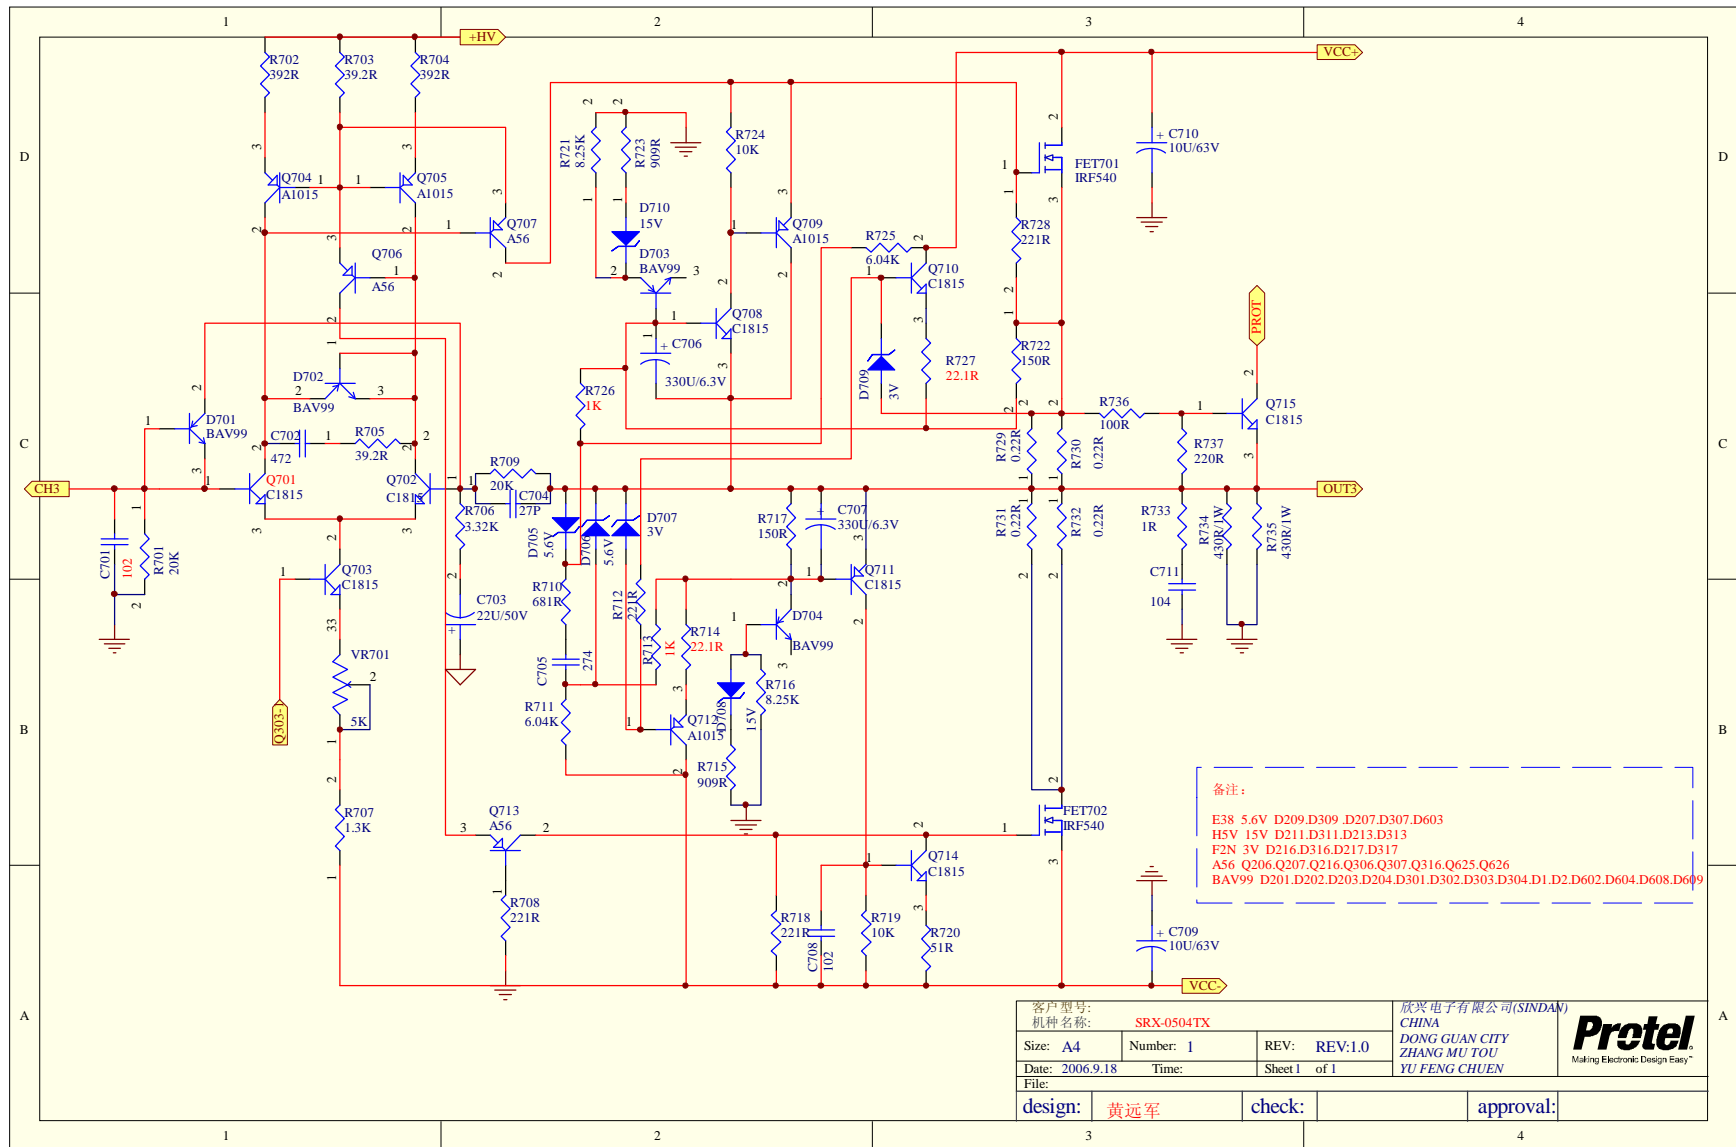 1 2 3 4
D
C
B
A
D
C
B
A
1 2 3 4
+HV
VCC+
R702
392R
R703
39.2R
R704
392R
Q704
A1015
Q705
A1015
Q706
A56
Q707
A56
R721
8.25K
R723
909R
D710
15V
D703
BAV99
R724
10K
Q709
A1015
Q708
C1815
C706
330U/6.3V
R726
1K
R725
6.04K
Q710
C1815
D709
3V
R727
22.1R
R728
221R
R722
150R
FET701
IRF540
C710
10U/63V
PROT
Q715
C1815
R736
100R
R737
220R
R729
0.22R
R730
0.22R
R731
0.22R
R732
0.22R
OUT3
R733
1R
C711
104
R734
430R/1W
R735
430R/1W
D702
BAV99
D701
BAV99
C702
472
R705
39.2R
CH3
Q701
C1815
Q702
C1815
C701
102
R701
20K
Q703
C1815
VR701
5K
Q303-1
R707
1.3K
R709
20K
C704
27P
R706
3.32K
C703
22U/50V
D705
5.6V
D706
5.6V
D707
3V
R710
681R
C705
274
R711
6.04K
R712
221R
R713
1K
R714
22.1R
Q712
A1015
R717
150R
C707
330U/6.3V
Q711
C1815
D704
BAV99
D708
15V
R716
8.25K
R715
909R
Q713
A56
R708
221R
R718
221R
C708
102
R719
10K
Q714
C1815
R720
51R
FET702
IRF540
C709
10U/63V
VCC-
备注:
E38 5.6V D209.D309 .D207.D307.D603
H5V 15V D211.D311.D213.D313
F2N 3V D216.D316.D217.D317
A56 Q206.Q207.Q216.Q306.Q307.Q316.Q625.Q626
BAV99 D201.D202.D203.D204.D301.D302.D303.D304.D1.D2.D602.D604.D608.D609
客户型号:
机种名称: SRX-0504TX
Size: A4 Number: 1 REV: REV:1.0
Date: 2006.9.18 Time: Sheet 1 of 1
File:
design: 黄远军 check: approval:
欣兴电子有限公司(SINDAN)
CHINA
DONG GUAN CITY
ZHANG MU TOU
YU FENG CHUEN
Protel
Making Electronic Design Easy™